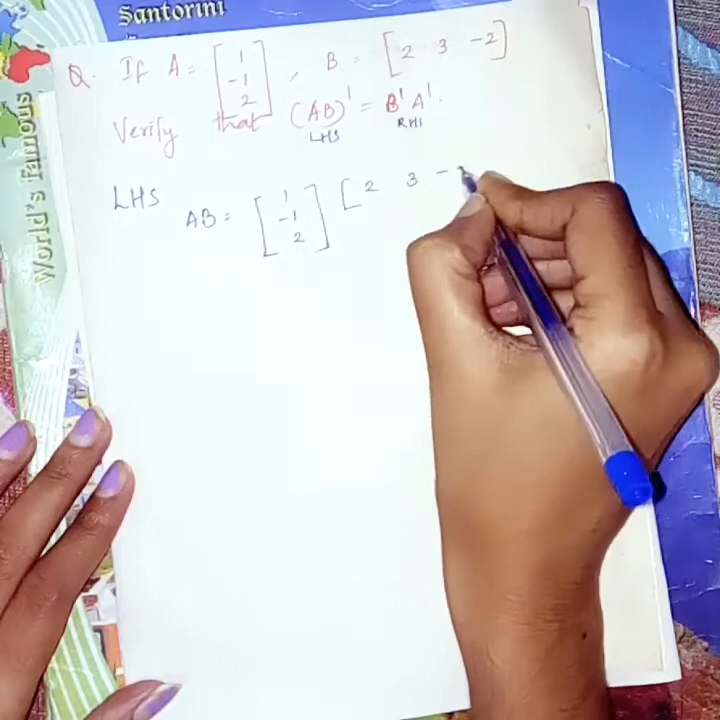 Santorini
World's Famous
Q. If A = [ 1 -1 2 ] , B = [ 2 3 -2 ]
Verify that (AB)' = B'A'.
LHS RHS
LHS
AB = [ 1 -1 2 ] [ 2 3 -